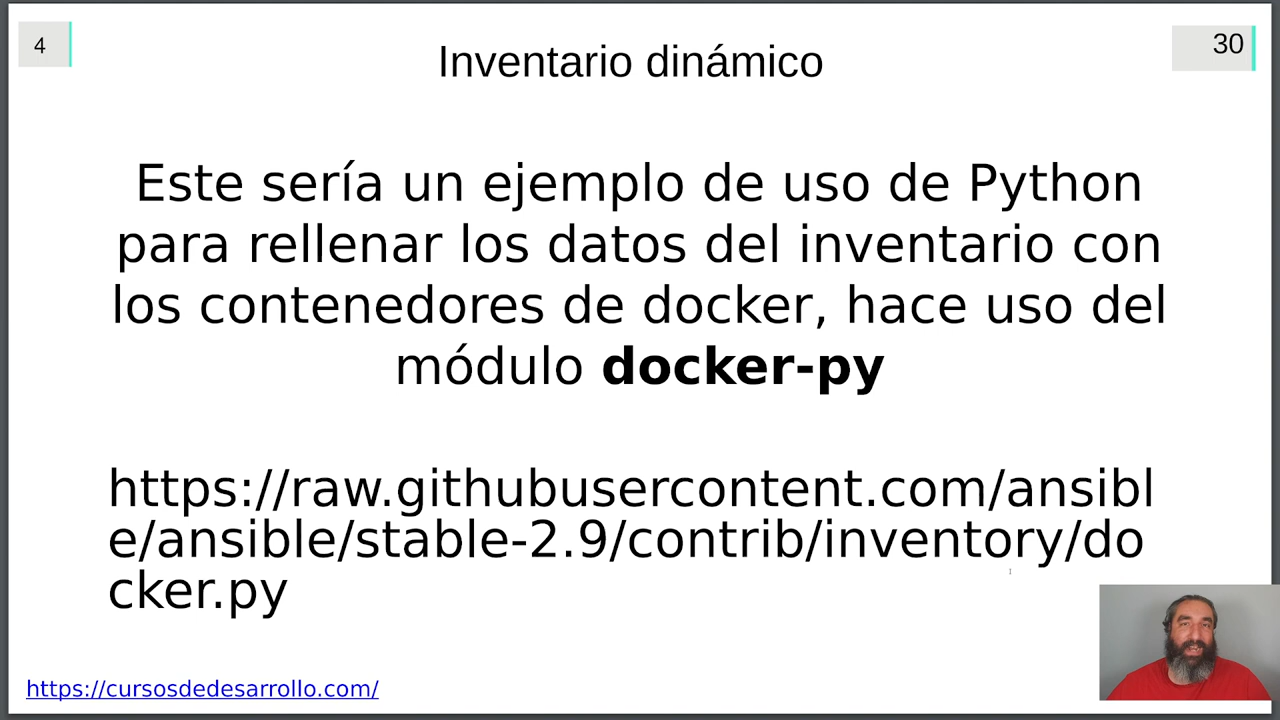 4
Inventario dinámico
30
Este sería un ejemplo de uso de Python
para rellenar los datos del inventario con
los contenedores de docker, hace uso del
módulo docker-py
https://raw.githubusercontent.com/ansibl
e/ansible/stable-2.9/contrib/inventory/do
cker.py
https://cursosdedesarrollo.com/